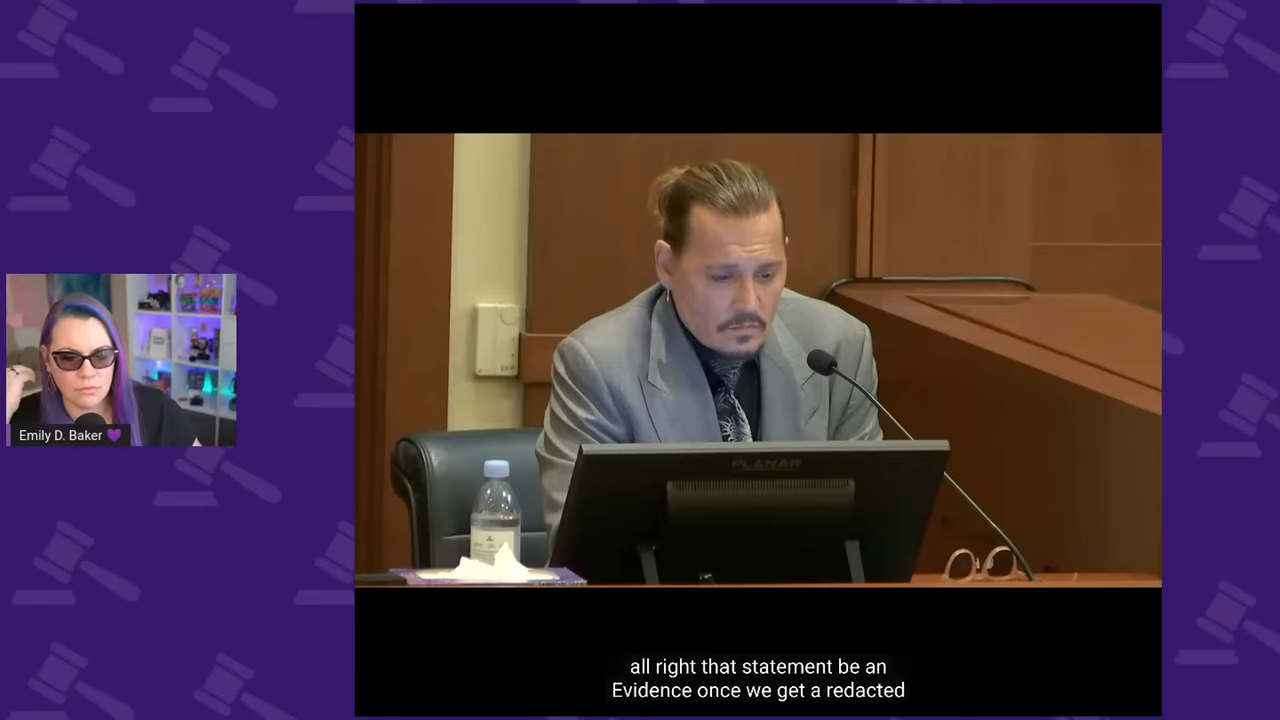 PLANAR
Emily D. Baker 💜
all right that statement be an
Evidence once we get a redacted